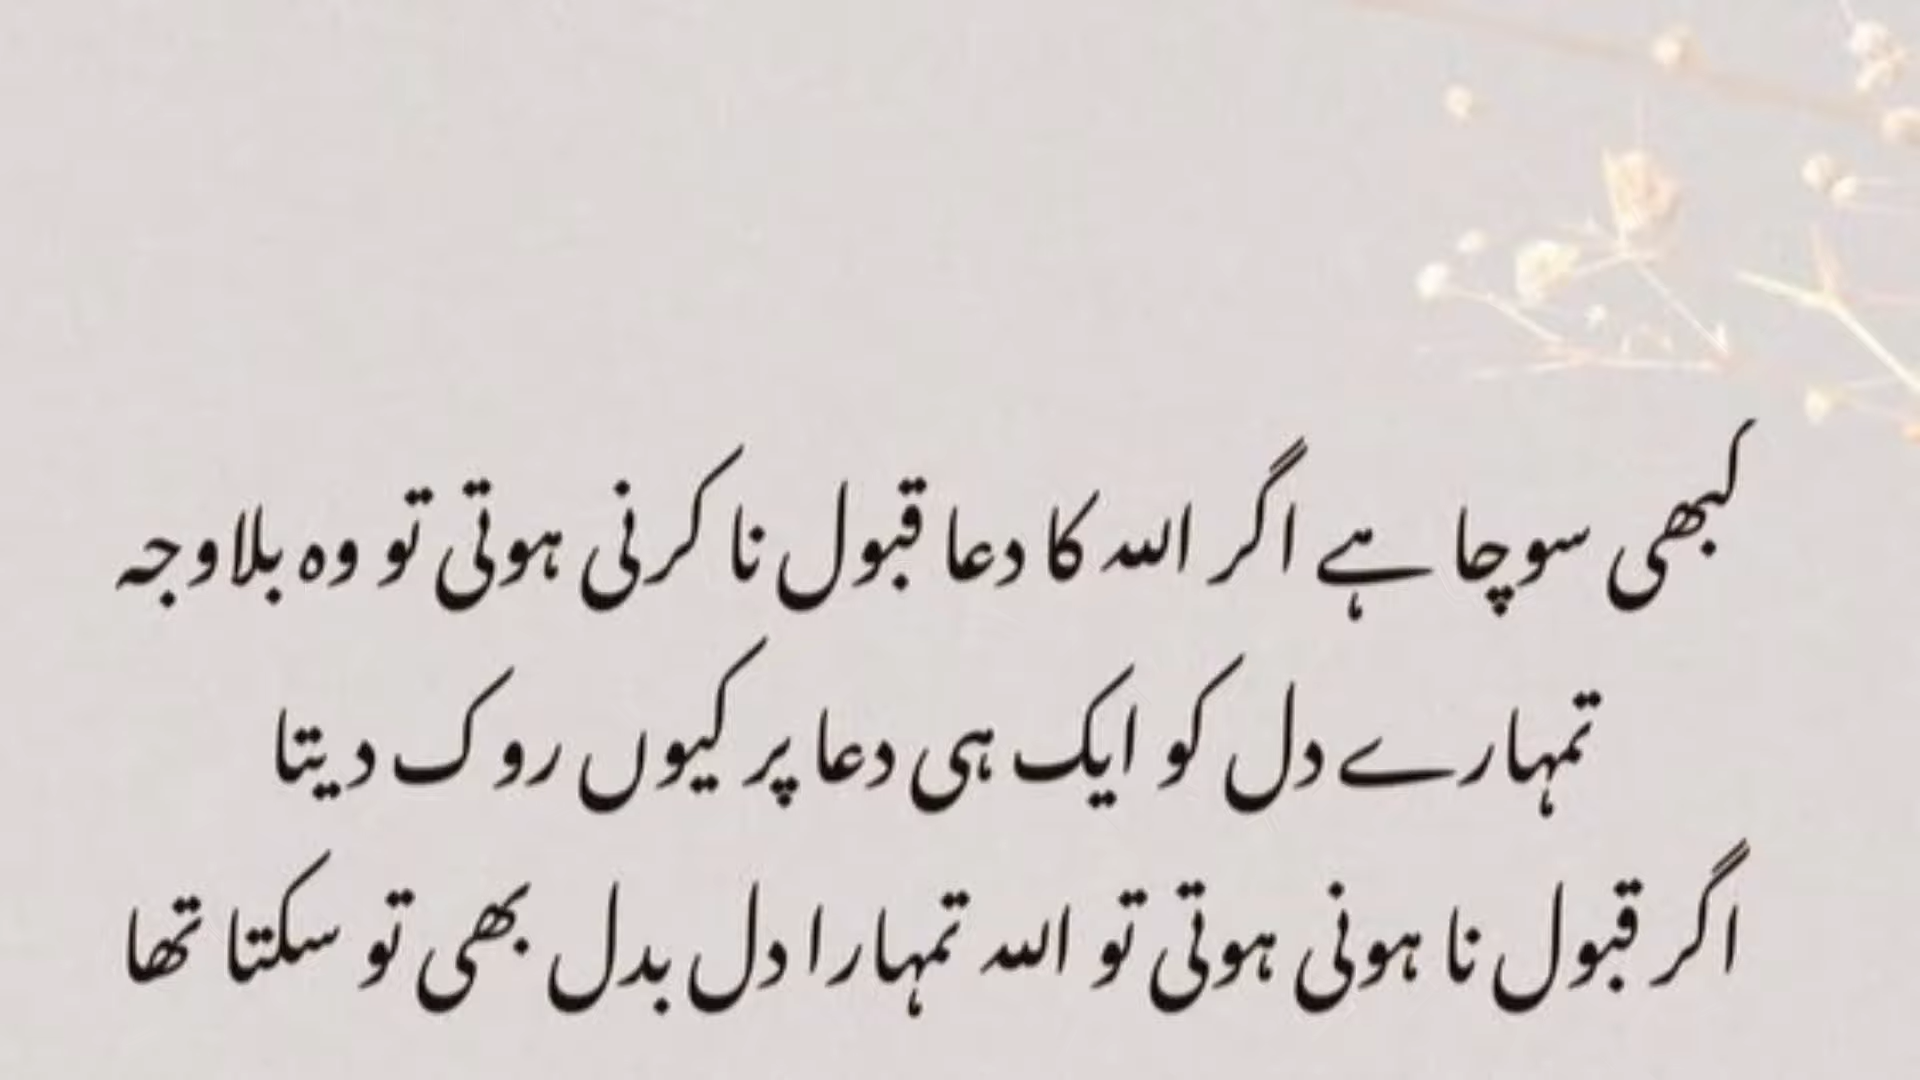 کبھی سوچا ہے اگر اللہ کا دعا قبول نا کرنی ہوتی تو وہ بلاوجہ
تمہارے دل کو ایک ہی دعا پر کیوں روک دیتا
اگر قبول نا ہونی ہوتی تو اللہ تمہارا دل بدل بھی تو سکتا تھا